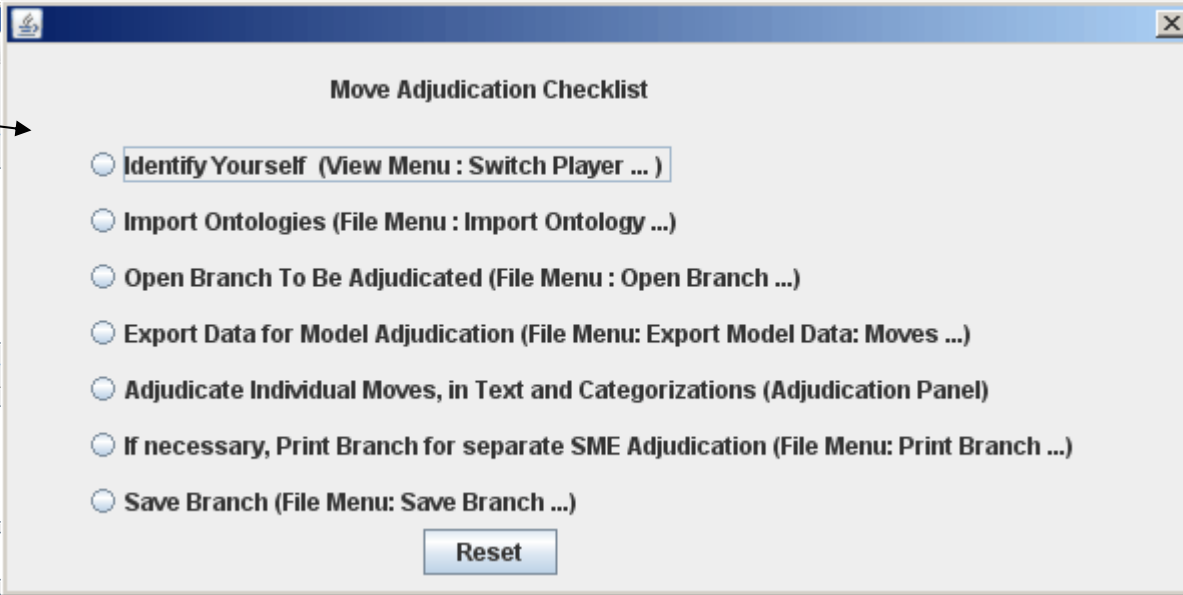 Move Adjudication Checklist
Identify Yourself (View Menu : Switch Player ... )
Import Ontologies (File Menu : Import Ontology ...)
Open Branch To Be Adjudicated (File Menu : Open Branch ...)
Export Data for Model Adjudication (File Menu: Export Model Data: Moves ...)
Adjudicate Individual Moves, in Text and Categorizations (Adjudication Panel)
If necessary, Print Branch for separate SME Adjudication (File Menu: Print Branch ...)
Save Branch (File Menu: Save Branch ...)
Reset